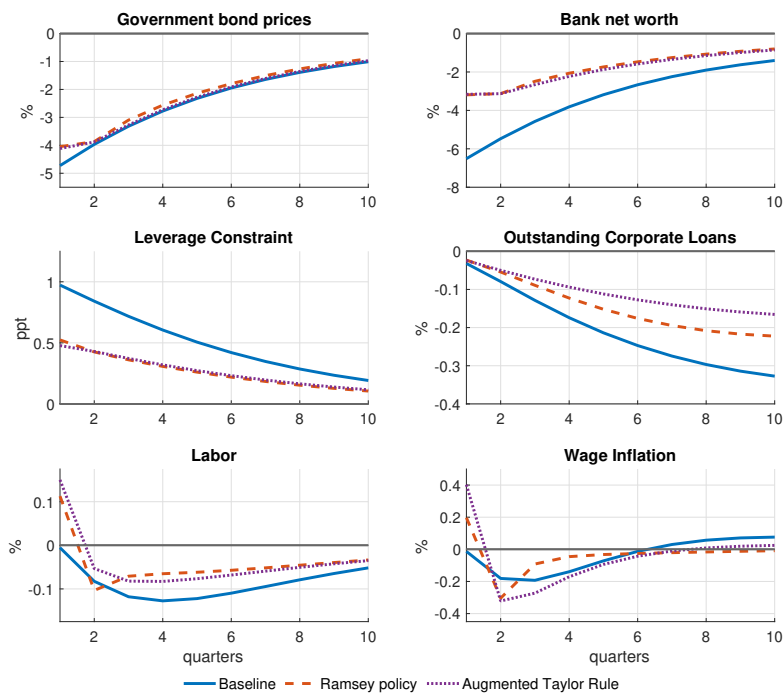 Government bond prices
Bank net worth
0
-1
-2
-3
-4
-5
%
2 4 6 8 10
0
-2
-4
-6
-8
%
2 4 6 8 10
Leverage Constraint
Outstanding Corporate Loans
1
0.5
0
ppt
2 4 6 8 10
0
-0.1
-0.2
-0.3
-0.4
%
2 4 6 8 10
Labor
Wage Inflation
0.1
0
-0.1
%
2 4 6 8 10
quarters
0.4
0.2
0
-0.2
-0.4
%
2 4 6 8 10
quarters
Baseline Ramsey policy Augmented Taylor Rule